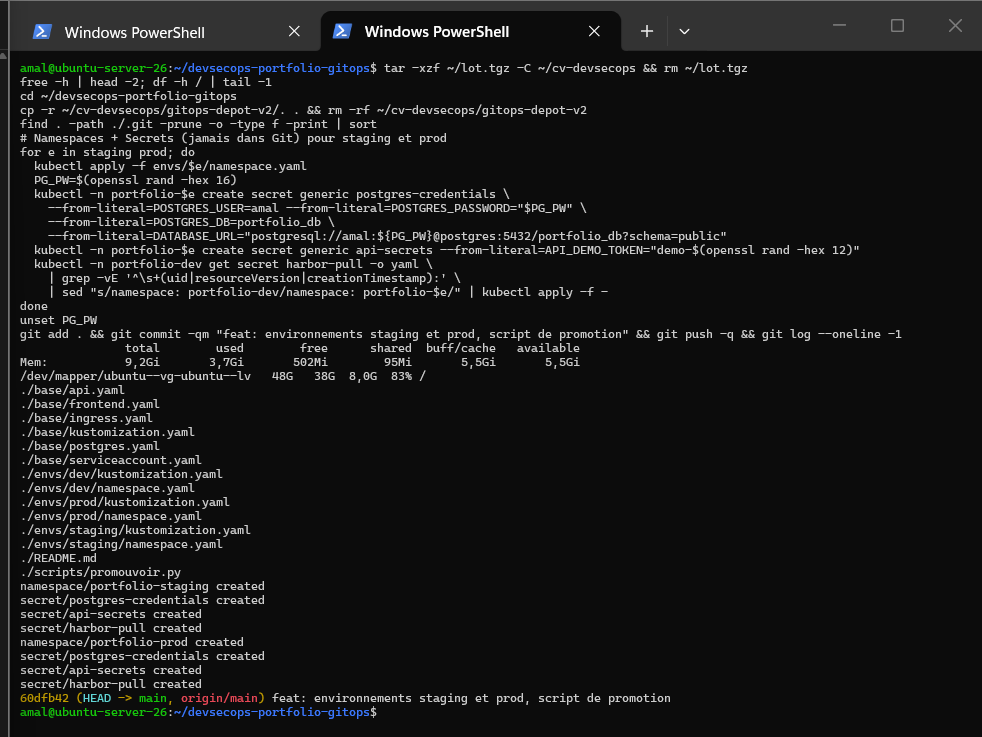 Windows PowerShell
Windows PowerShell
amal@ubuntu-server-26:~/devsecops-portfolio-gitops$ tar -xzf ~/lot.tgz -C ~/cv-devsecops && rm ~/lot.tgz
free -h | head -2; df -h / | tail -1
cd ~/devsecops-portfolio-gitops
cp -r ~/cv-devsecops/gitops-depot-v2/. . && rm -rf ~/cv-devsecops/gitops-depot-v2
find . -path ./.git -prune -o -type f -print | sort
# Namespaces + Secrets (jamais dans Git) pour staging et prod
for e in staging prod; do
  kubectl apply -f envs/$e/namespace.yaml
  PG_PW=$(openssl rand -hex 16)
  kubectl -n portfolio-$e create secret generic postgres-credentials \
    --from-literal=POSTGRES_USER=amal --from-literal=POSTGRES_PASSWORD="$PG_PW" \
    --from-literal=POSTGRES_DB=portfolio_db \
    --from-literal=DATABASE_URL="postgresql://amal:${PG_PW}@postgres:5432/portfolio_db?schema=public"
  kubectl -n portfolio-$e create secret generic api-secrets --from-literal=API_DEMO_TOKEN="demo-$(openssl rand -hex 12)"
  kubectl -n portfolio-dev get secret harbor-pull -o yaml \
    | grep -vE '^\s+(uid|resourceVersion|creationTimestamp):' \
    | sed "s/namespace: portfolio-dev/namespace: portfolio-$e/" | kubectl apply -f -
done
unset PG_PW
git add . && git commit -qm "feat: environnements staging et prod, script de promotion" && git push -q && git log --oneline -1
               total        used        free      shared  buff/cache   available
Mem:           9,2Gi       3,7Gi       502Mi        95Mi       5,5Gi       5,5Gi
/dev/mapper/ubuntu--vg-ubuntu--lv   48G   38G  8,0G  83% /
./base/api.yaml
./base/frontend.yaml
./base/ingress.yaml
./base/kustomization.yaml
./base/postgres.yaml
./base/serviceaccount.yaml
./envs/dev/kustomization.yaml
./envs/dev/namespace.yaml
./envs/prod/kustomization.yaml
./envs/prod/namespace.yaml
./envs/staging/kustomization.yaml
./envs/staging/namespace.yaml
./README.md
./scripts/promouvoir.py
namespace/portfolio-staging created
secret/postgres-credentials created
secret/api-secrets created
secret/harbor-pull created
namespace/portfolio-prod created
secret/postgres-credentials created
secret/api-secrets created
secret/harbor-pull created
60dfb42 (HEAD -> main, origin/main) feat: environnements staging et prod, script de promotion
amal@ubuntu-server-26:~/devsecops-portfolio-gitops$